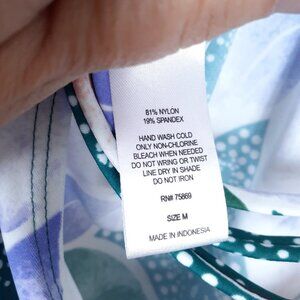 81% NYLON
19% SPANDEX
HAND WASH COLD
ONLY NON-CHLORINE
BLEACH WHEN NEEDED
DO NOT WRING OR TWIST
LINE DRY IN SHADE
DO NOT IRON
RN# 75869
SIZE M
MADE IN INDONESIA